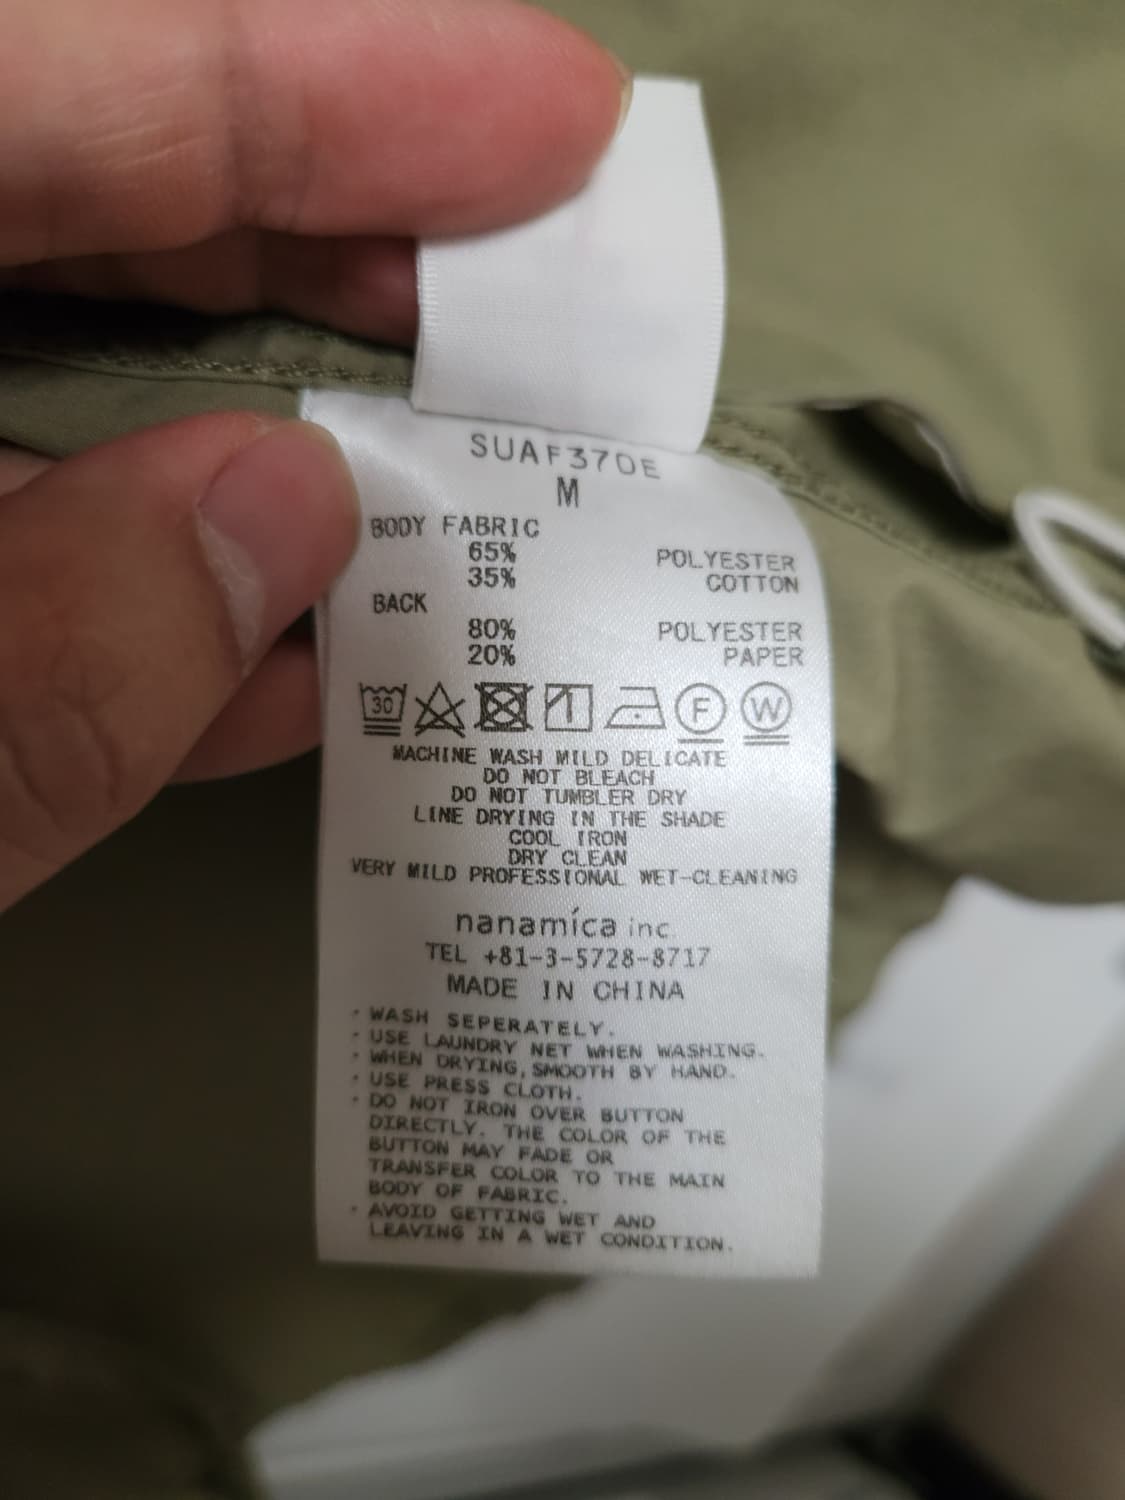 SUAF370E
M
BODY FABRIC
65% POLYESTER
35% COTTON
BACK
80% POLYESTER
20% PAPER
30 F W
MACHINE WASH MILD DELICATE
DO NOT BLEACH
DO NOT TUMBLER DRY
LINE DRYING IN THE SHADE
COOL IRON
DRY CLEAN
VERY MILD PROFESSIONAL WET-CLEANING
nanamíca inc.
TEL +81-3-5728-8717
MADE IN CHINA
・WASH SEPERATELY.
・USE LAUNDRY NET WHEN WASHING.
・WHEN DRYING,SMOOTH BY HAND.
・USE PRESS CLOTH.
・DO NOT IRON OVER BUTTON
DIRECTLY. THE COLOR OF THE
BUTTON MAY FADE OR
TRANSFER COLOR TO THE MAIN
BODY OF FABRIC.
・AVOID GETTING WET AND
LEAVING IN A WET CONDITION.